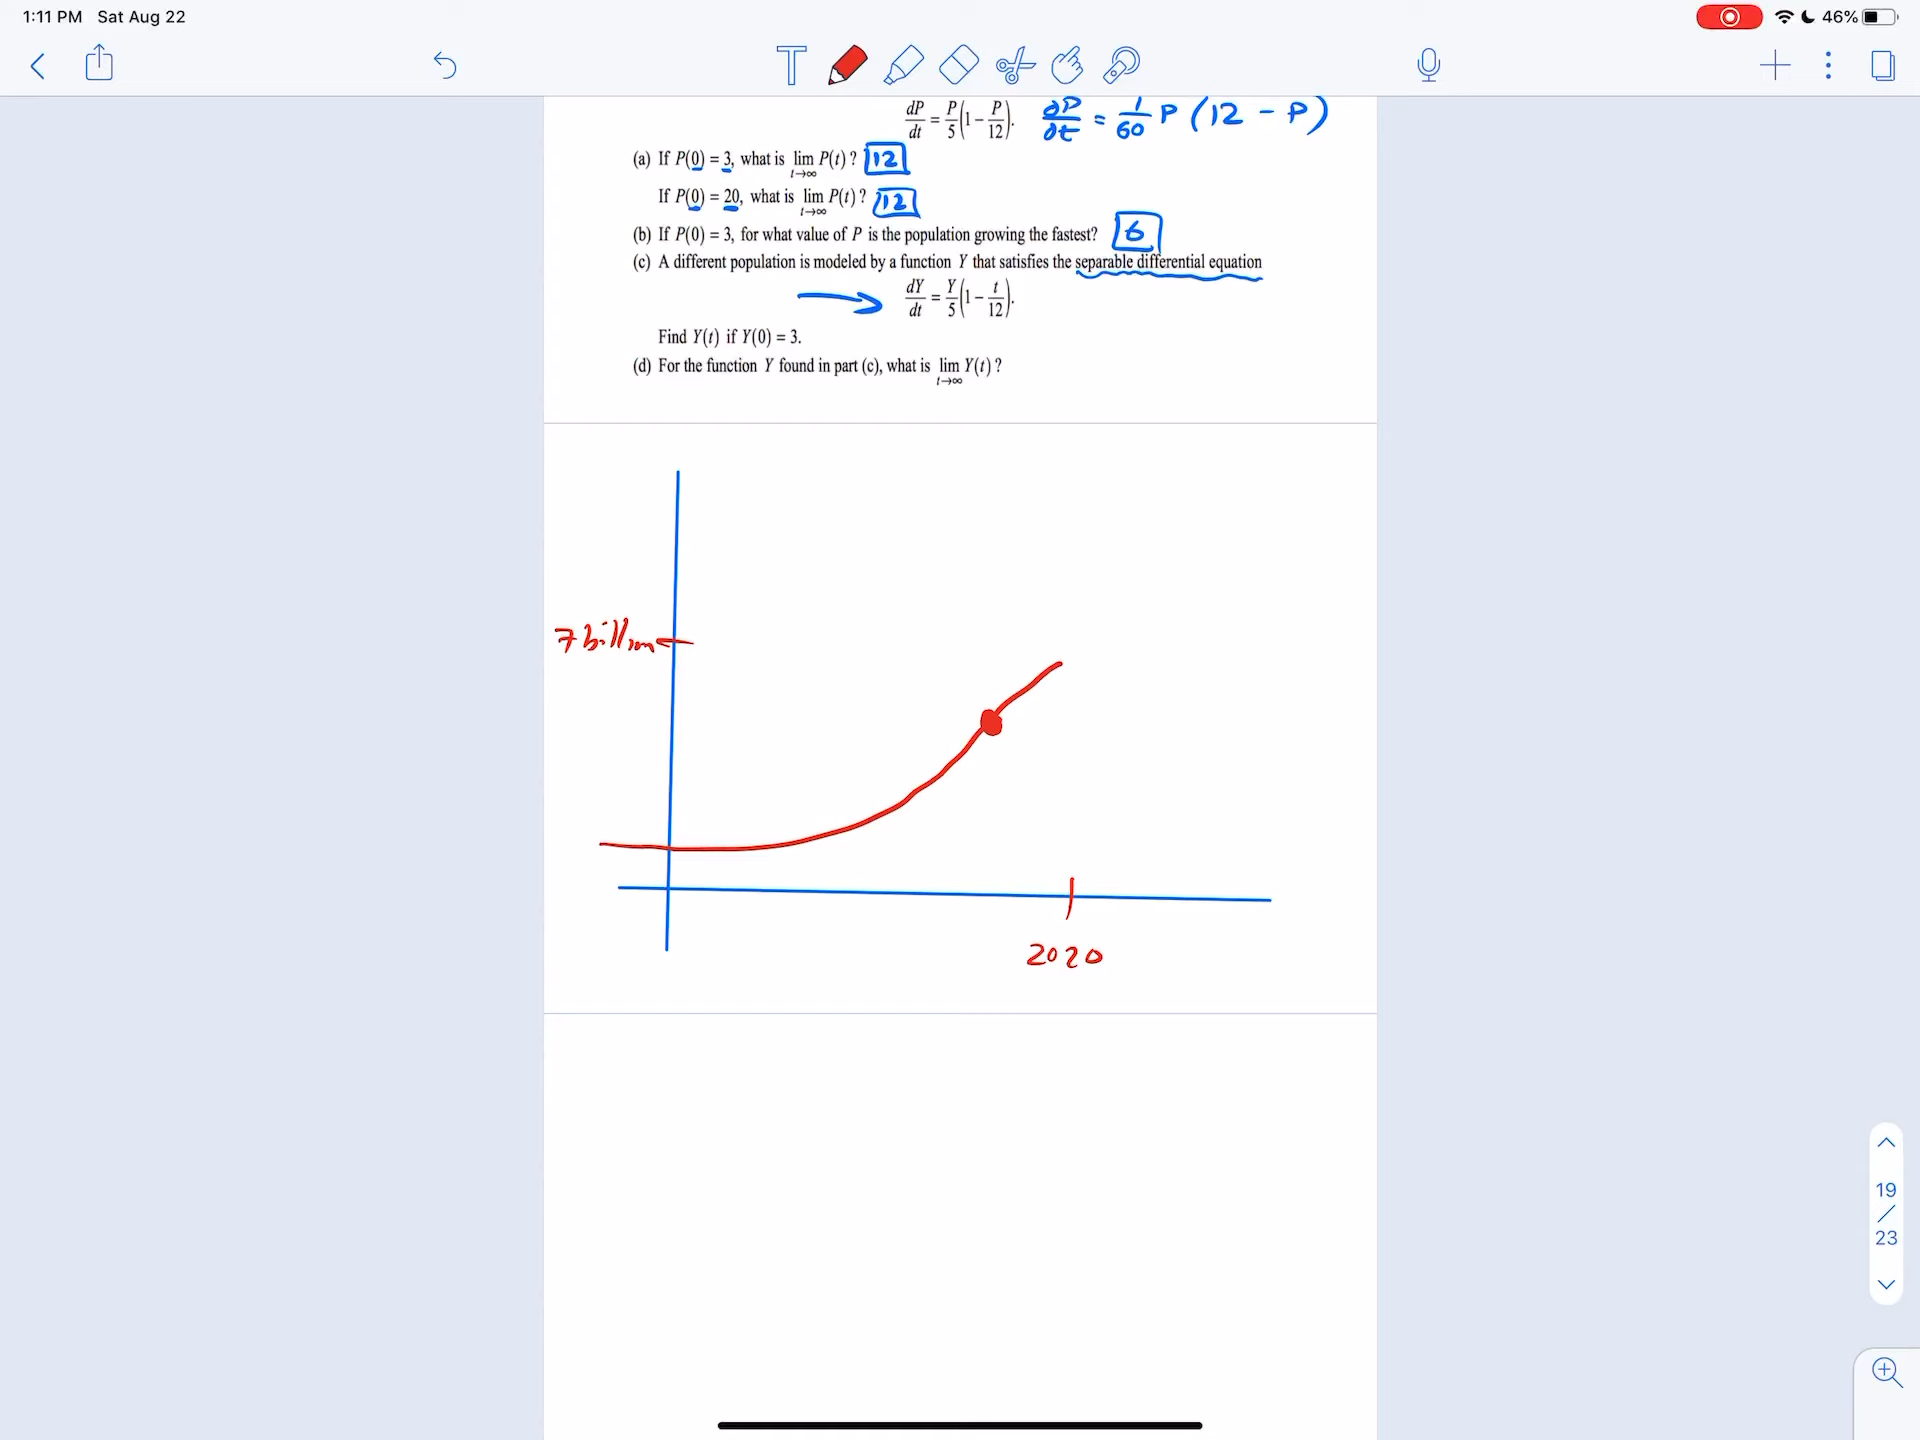 1:11 PM Sat Aug 22
46%
T
dP/dt = P/5(1 − P/12). dP/dt = 1/60 P (12 - P)
(a) If P(0) = 3, what is lim t→∞ P(t)? 12
If P(0) = 20, what is lim t→∞ P(t)? 12
(b) If P(0) = 3, for what value of P is the population growing the fastest? 6
(c) A different population is modeled by a function Y that satisfies the separable differential equation
dY/dt = Y/5(1 − t/12).
Find Y(t) if Y(0) = 3.
(d) For the function Y found in part (c), what is lim t→∞ Y(t)?
7 billion
2020
19
/
23